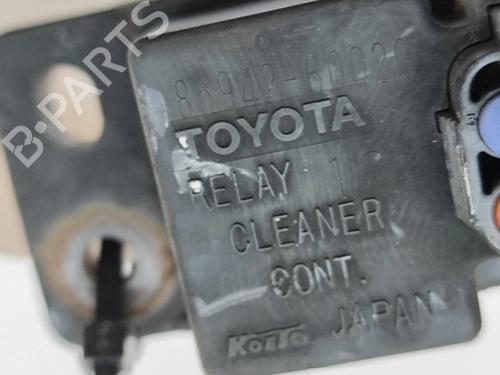 B-PARTS
TOYOTA
RELAY
CLEANER
CONT.
KOITO JAPAN